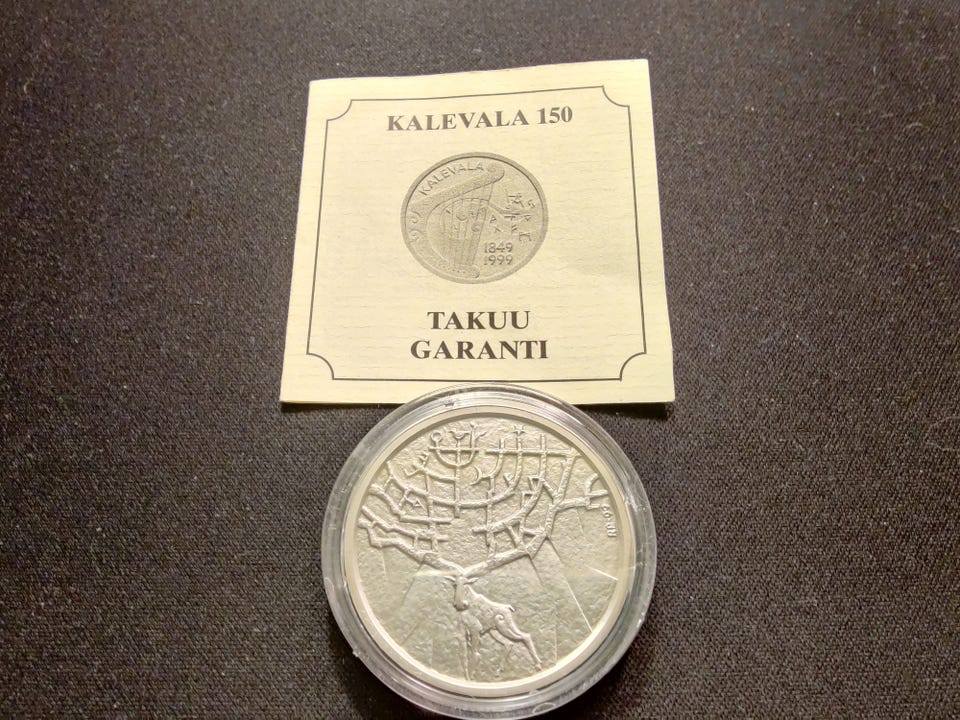 KALEVALA 150
KALEVALA
1849
1999
TAKUU
GARANTI